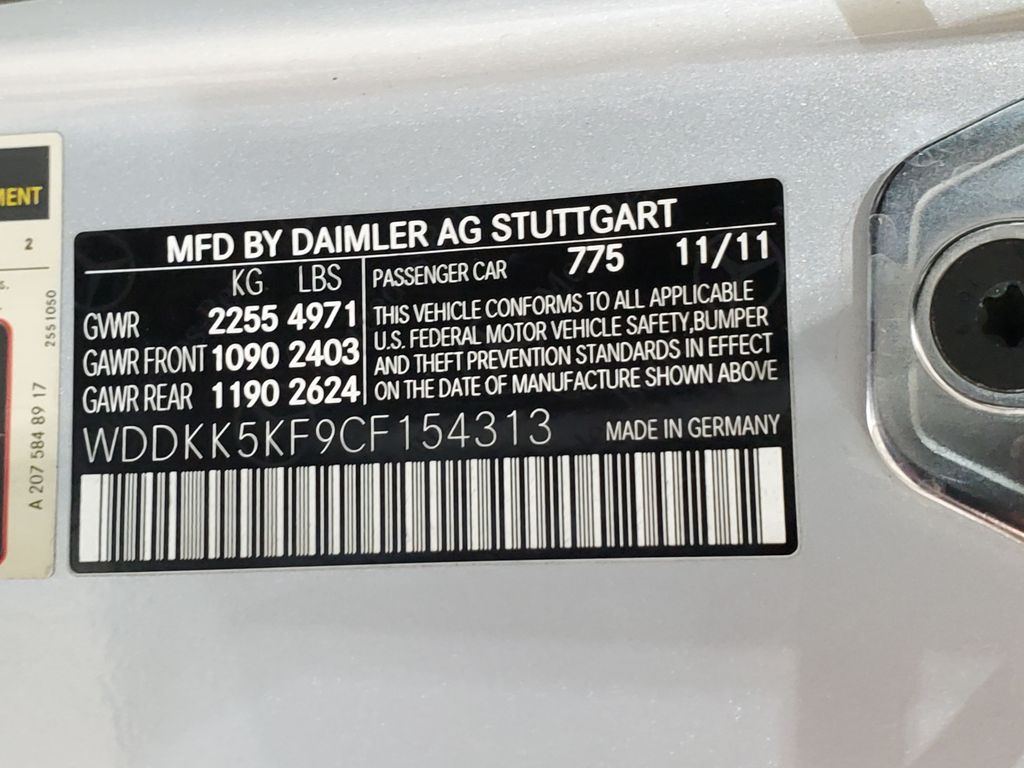 MENT
2
s.
2551050
A 207 584 89 17
MFD BY DAIMLER AG STUTTGART
KG LBS
GVWR 2255 4971
GAWR FRONT 1090 2403
GAWR REAR 1190 2624
PASSENGER CAR 775 11/11
THIS VEHICLE CONFORMS TO ALL APPLICABLE
U.S. FEDERAL MOTOR VEHICLE SAFETY,BUMPER
AND THEFT PREVENTION STANDARDS IN EFFECT
ON THE DATE OF MANUFACTURE SHOWN ABOVE
WDDKK5KF9CF154313 MADE IN GERMANY